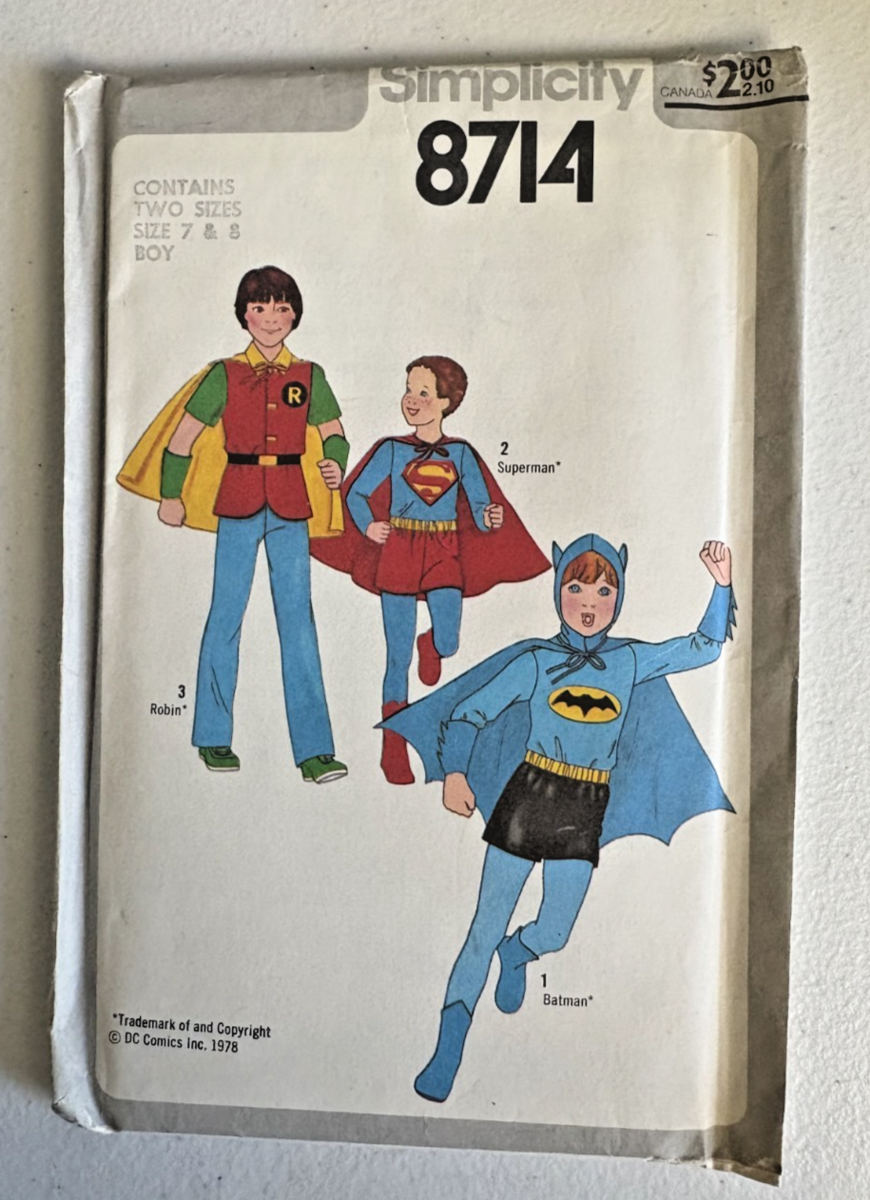 Simplicity
$2.00
CANADA 2.10
8714
CONTAINS
TWO SIZES
SIZE 7 & 8
BOY
R
2
Superman*
S
3
Robin*
1
Batman*
*Trademark of and Copyright
© DC Comics Inc. 1978